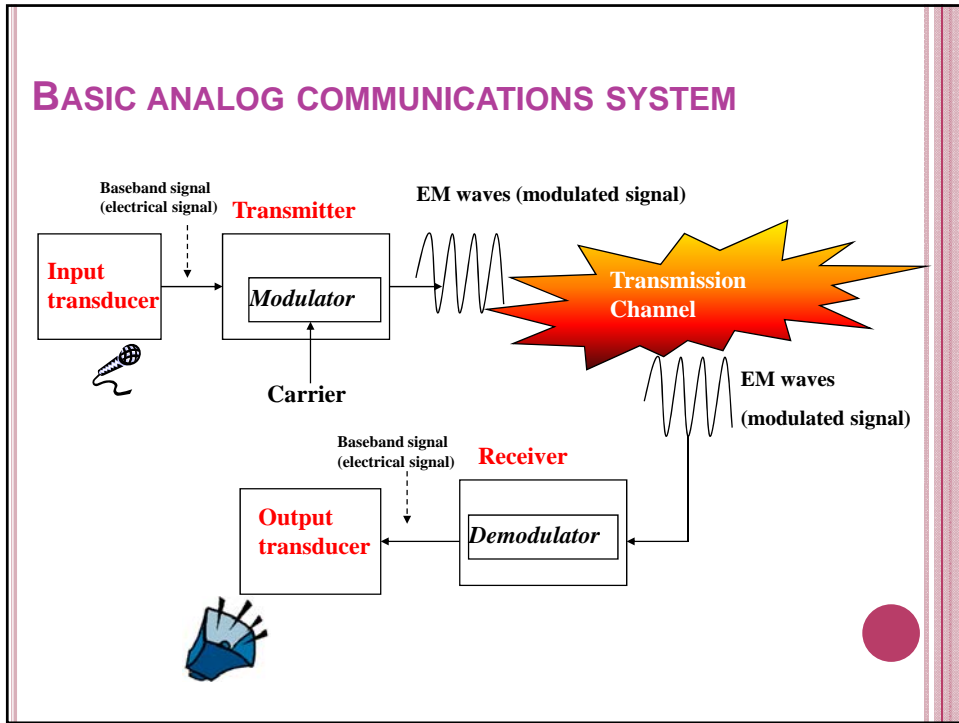 BASIC ANALOG COMMUNICATIONS SYSTEM
Baseband signal
(electrical signal)
Transmitter
EM waves (modulated signal)
Input
transducer
Modulator
Transmission
Channel
Carrier
EM waves
(modulated signal)
Baseband signal
(electrical signal)
Receiver
Output
transducer
Demodulator